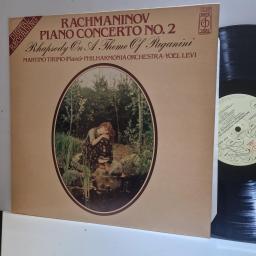 RACHMANINOV
PIANO CONCERTO NO. 2
Rhapsody On A Theme Of Paganini
MARTINO TIRIMO (Piano) • PHILHARMONIA ORCHESTRA • YOEL LEVI